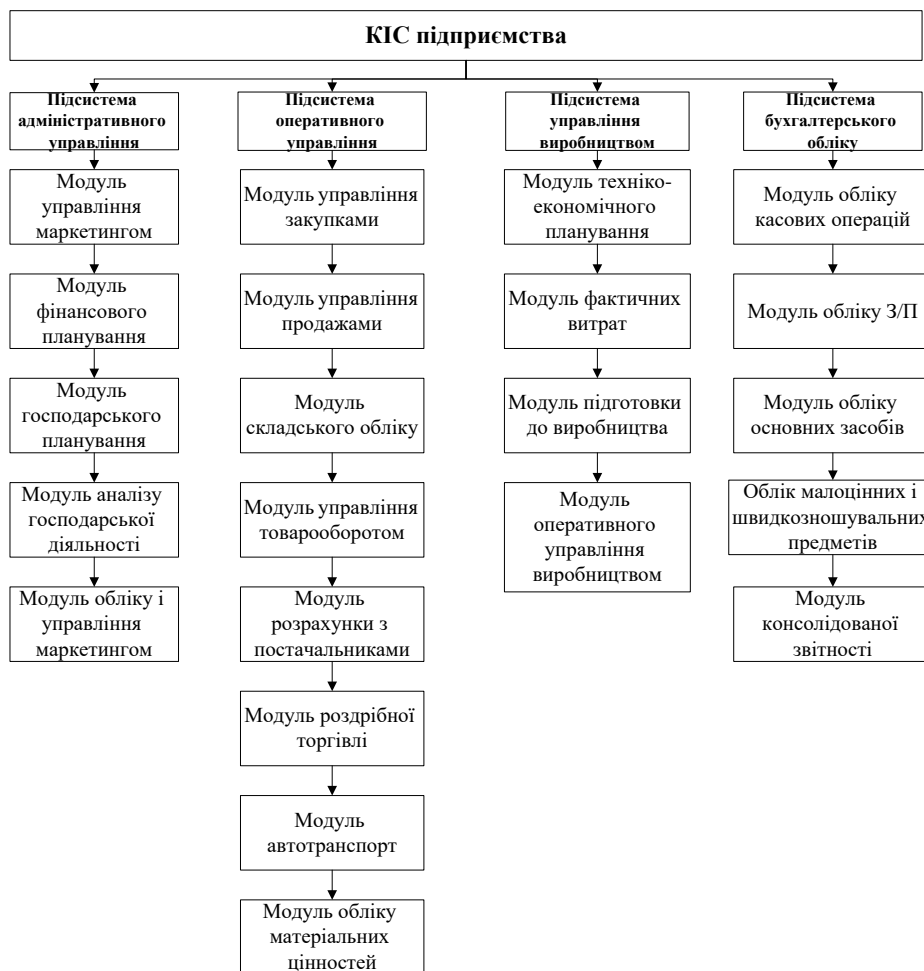 КІС підприємства
Підсистема
адміністративного
управління
Модуль
управління
маркетингом
Модуль
фінансового
планування
Модуль
господарського
планування
Модуль аналізу
господарської
діяльності
Модуль обліку і
управління
маркетингом
Підсистема
оперативного
управління
Модуль управління
закупками
Модуль управління
продажами
Модуль
складського обліку
Модуль управління
товарооборотом
Модуль
розрахунки з
постачальниками
Модуль роздрібної
торгівлі
Модуль
автотранспорт
Модуль обліку
матеріальних
цінностей
Підсистема
управління
виробництвом
Модуль техніко-
економічного
планування
Модуль фактичних
витрат
Модуль підготовки
до виробництва
Модуль
оперативного
управління
виробництвом
Підсистема
бухгалтерського
обліку
Модуль обліку
касових операцій
Модуль обліку З/П
Модуль обліку
основних засобів
Облік малоцінних і
швидкозношувальних
предметів
Модуль
консолідованої
звітності